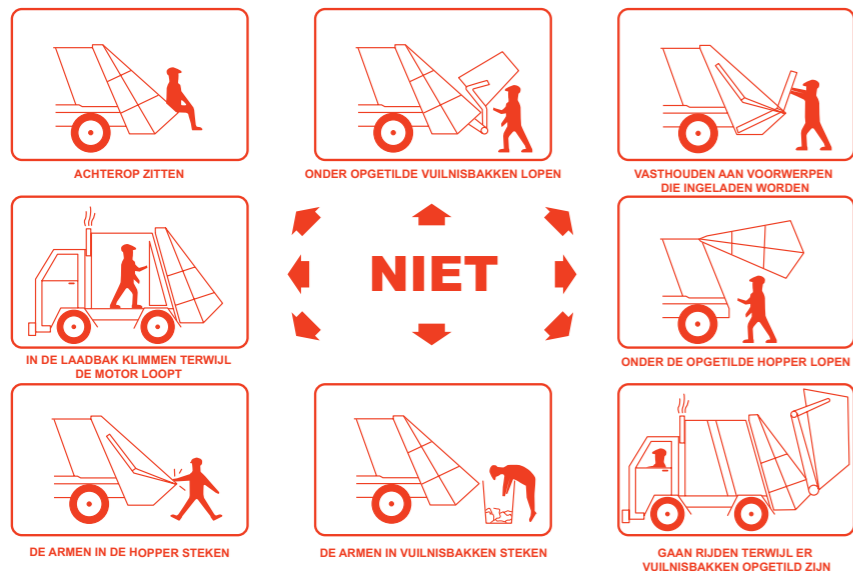 ACHTEROP ZITTEN
ONDER OPGETILDE VUILNISBAKKEN LOPEN
VASTHOUDEN AAN VOORWERPEN
DIE INGELADEN WORDEN
NIET
IN DE LAADBAK KLIMMEN TERWIJL
DE MOTOR LOOPT
ONDER DE OPGETILDE HOPPER LOPEN
DE ARMEN IN DE HOPPER STEKEN
DE ARMEN IN VUILNISBAKKEN STEKEN
GAAN RIJDEN TERWIJL ER
VUILNISBAKKEN OPGETILD ZIJN